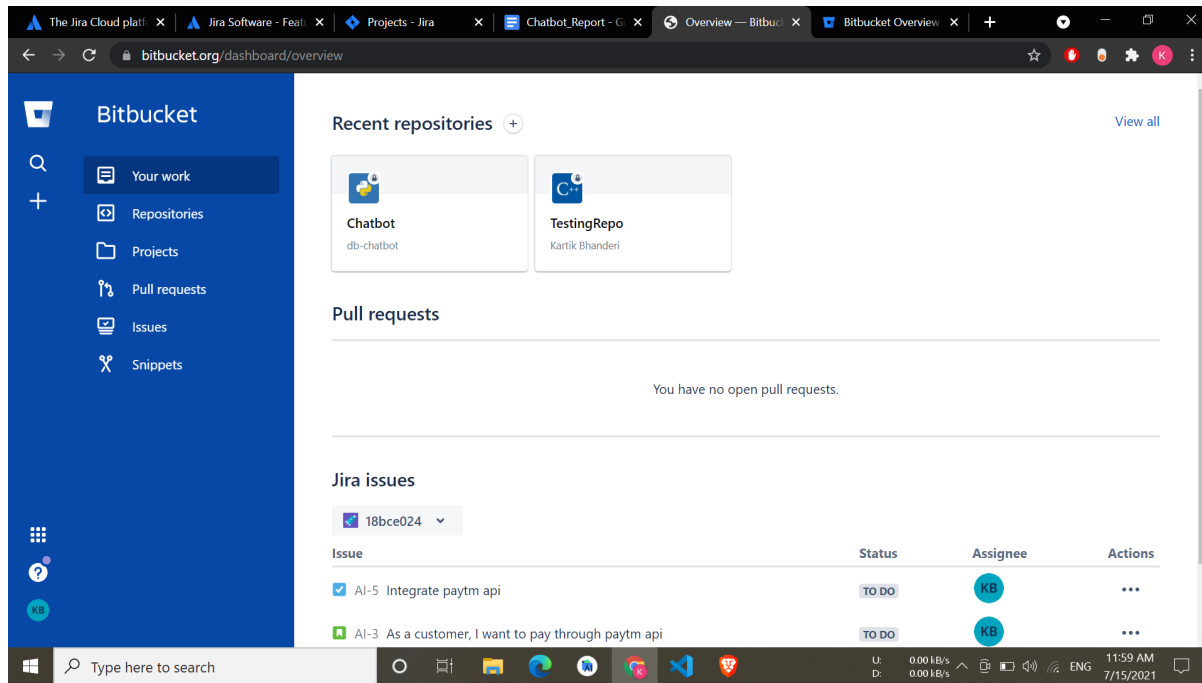 The Jira Cloud platf
Jira Software - Featu
Projects - Jira
Chatbot_Report - G
Overview — Bitbuc
Bitbucket Overview
bitbucket.org/dashboard/overview
K
Bitbucket
Your work
Repositories
Projects
Pull requests
Issues
Snippets
KB
Recent repositories
View all
C++
Chatbot
db-chatbot
TestingRepo
Kartik Bhanderi
Pull requests
You have no open pull requests.
Jira issues
18bce024
Issue Status Assignee Actions
AI-5 Integrate paytm api TO DO KB
AI-3 As a customer, I want to pay through paytm api TO DO KB
Type here to search
U: 0.00 kB/s
D: 0.00 kB/s
ENG
11:59 AM
7/15/2021